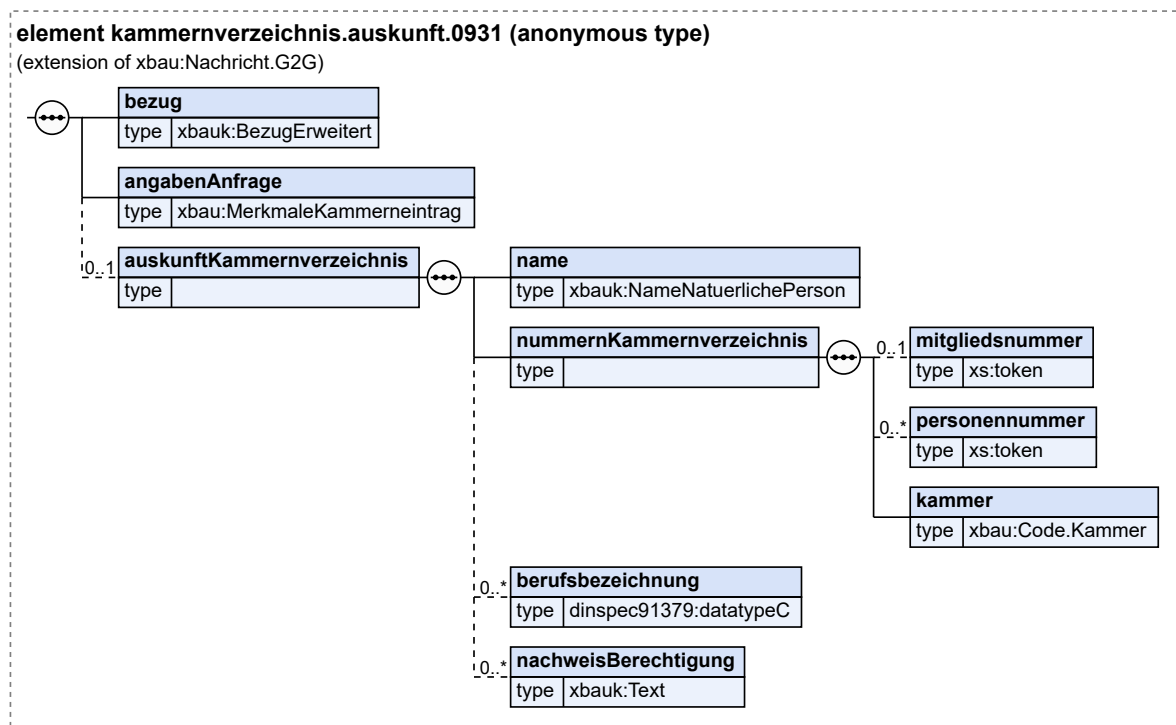 element kammernverzeichnis.auskunft.0931 (anonymous type)
(extension of xbau:Nachricht.G2G)
bezug
type xbauk:BezugErweitert
angabenAnfrage
type xbau:MerkmaleKammerneintrag
0..1
auskunftKammernverzeichnis
type
name
type xbauk:NameNatuerlichePerson
nummernKammernverzeichnis
type
0..1
mitgliedsnummer
type xs:token
0..*
personennummer
type xs:token
kammer
type xbau:Code.Kammer
0..*
berufsbezeichnung
type dinspec91379:datatypeC
0..*
nachweisBerechtigung
type xbauk:Text